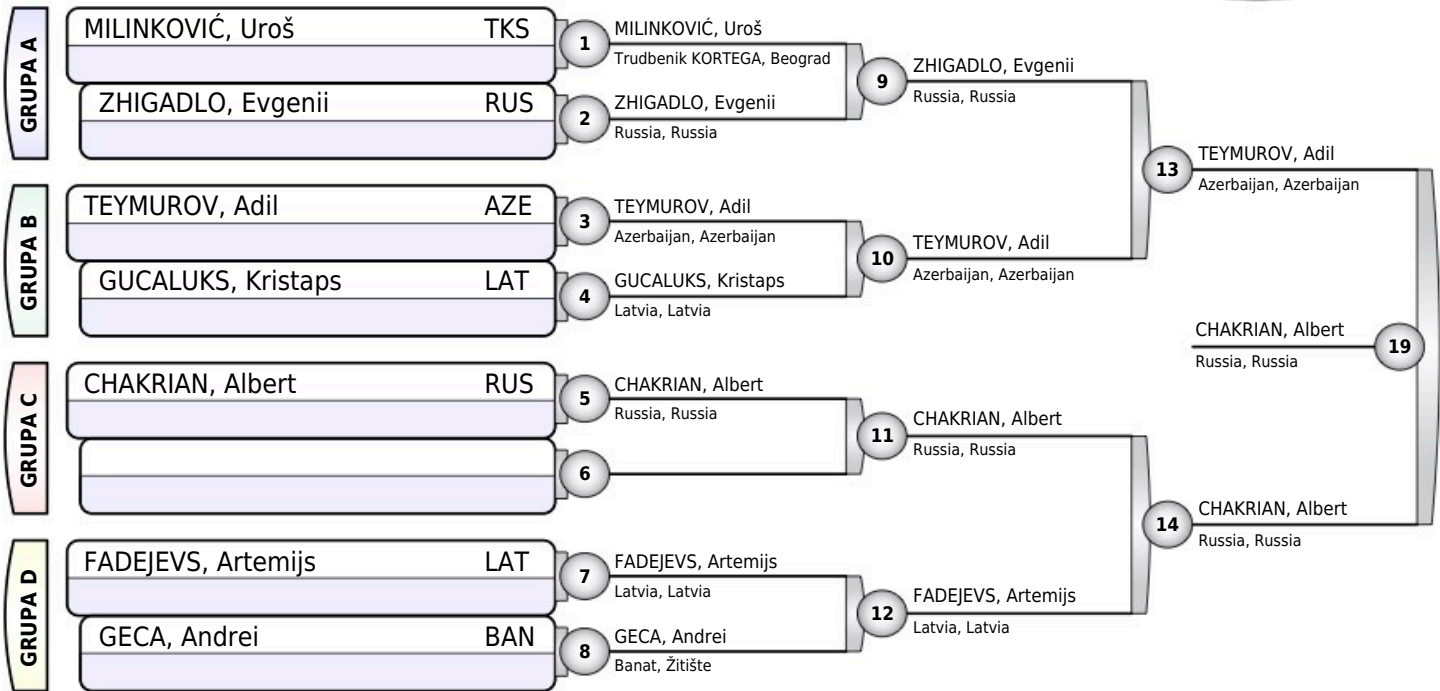 GRUPA A
MILINKOVIĆ, Uroš TKS
1
MILINKOVIĆ, Uroš
Trudbenik KORTEGA, Beograd
ZHIGADLO, Evgenii RUS
2
ZHIGADLO, Evgenii
Russia, Russia
9
ZHIGADLO, Evgenii
Russia, Russia
GRUPA B
TEYMUROV, Adil AZE
3
TEYMUROV, Adil
Azerbaijan, Azerbaijan
GUCALUKS, Kristaps LAT
4
GUCALUKS, Kristaps
Latvia, Latvia
10
TEYMUROV, Adil
Azerbaijan, Azerbaijan
13
TEYMUROV, Adil
Azerbaijan, Azerbaijan
GRUPA C
CHAKRIAN, Albert RUS
5
CHAKRIAN, Albert
Russia, Russia
6
11
CHAKRIAN, Albert
Russia, Russia
GRUPA D
FADEJEVS, Artemijs LAT
7
FADEJEVS, Artemijs
Latvia, Latvia
GECA, Andrei BAN
8
GECA, Andrei
Banat, Žitište
12
FADEJEVS, Artemijs
Latvia, Latvia
14
CHAKRIAN, Albert
Russia, Russia
CHAKRIAN, Albert
Russia, Russia
19